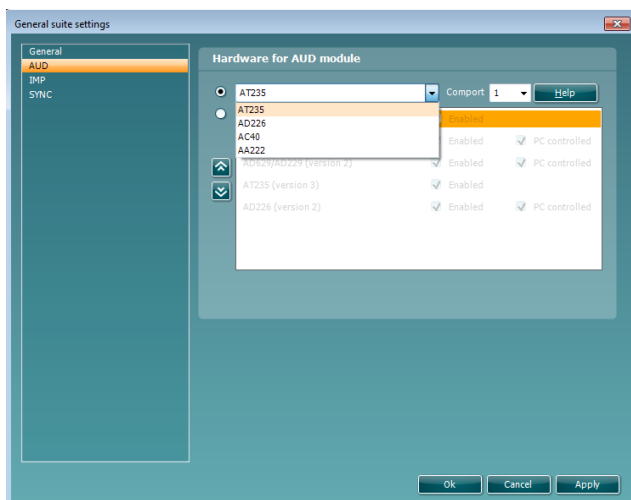 General suite settings
General
AUD
IMP
SYNC
Hardware for AUD module
AT235 Comport 1 Help
AT235
AD226
AC40
AA222
Enabled
Enabled PC controlled
AD629/AD229 (version 2) Enabled PC controlled
AT235 (version 3) Enabled
AD226 (version 2) Enabled PC controlled
Ok Cancel Apply